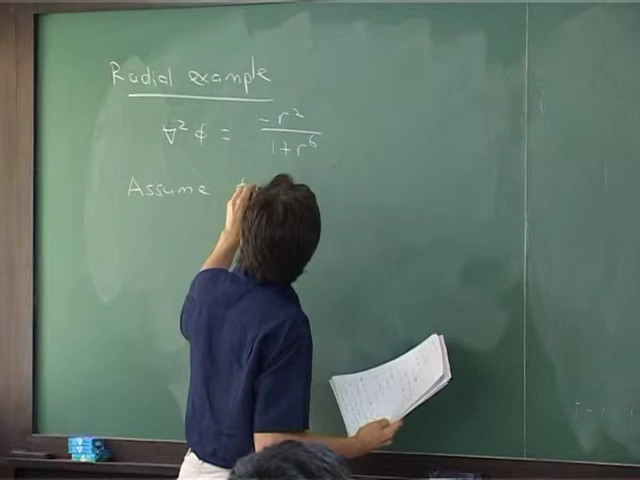 Radial example
∇²φ = -r² / 1+r⁶
Assume